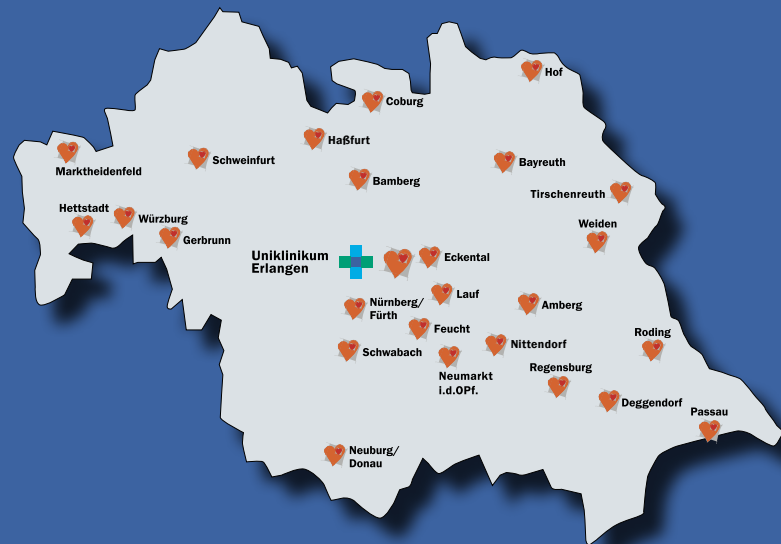 Hof
Coburg
Haßfurt
Schweinfurt
Bayreuth
Marktheidenfeld
Bamberg
Tirschenreuth
Hettstadt
Würzburg
Weiden
Gerbrunn
Uniklinikum
Erlangen
Eckental
Lauf
Nürnberg/
Fürth
Amberg
Feucht
Roding
Nittendorf
Schwabach
Regensburg
Neumarkt
i.d.OPf.
Deggendorf
Passau
Neuburg/
Donau